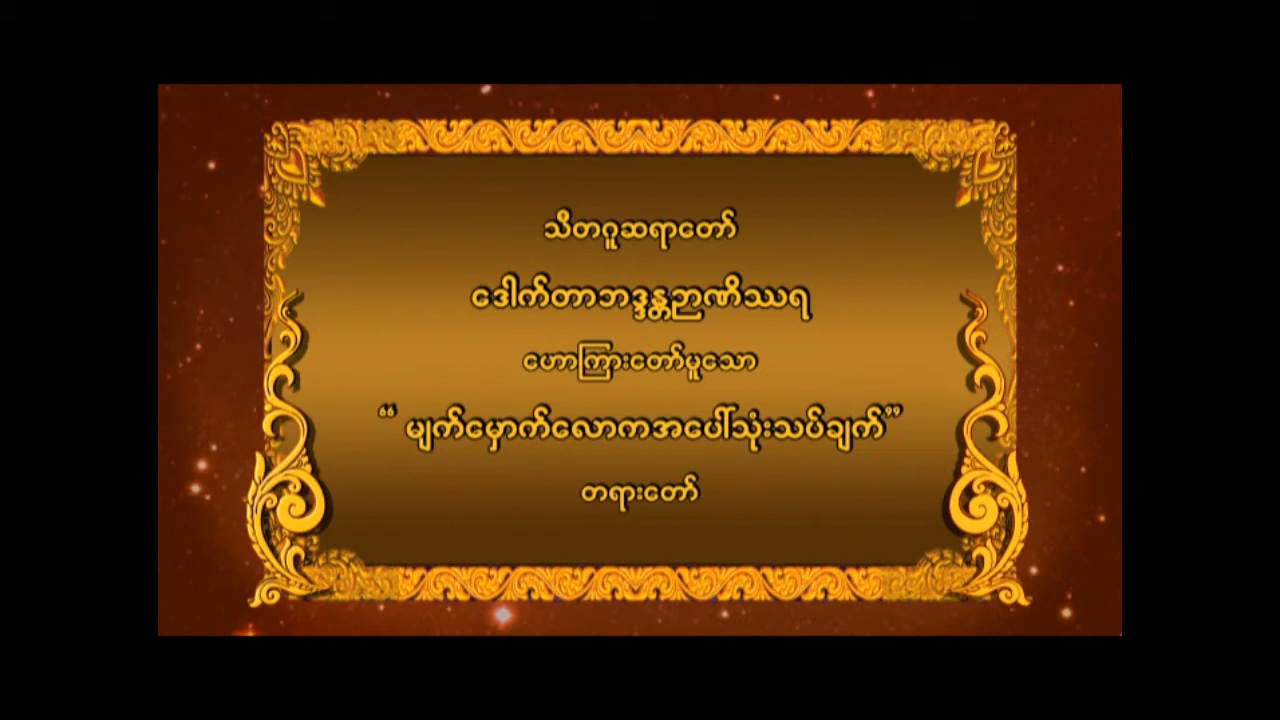 သီတဂူဆရာတော်
ဒေါက်တာဘဒ္ဒန္တဉာဏိဿရ
ဟောကြားတော်မူသော
“ မျက်မှောက်လောကအပေါ်သုံးသပ်ချက်”
တရားတော်